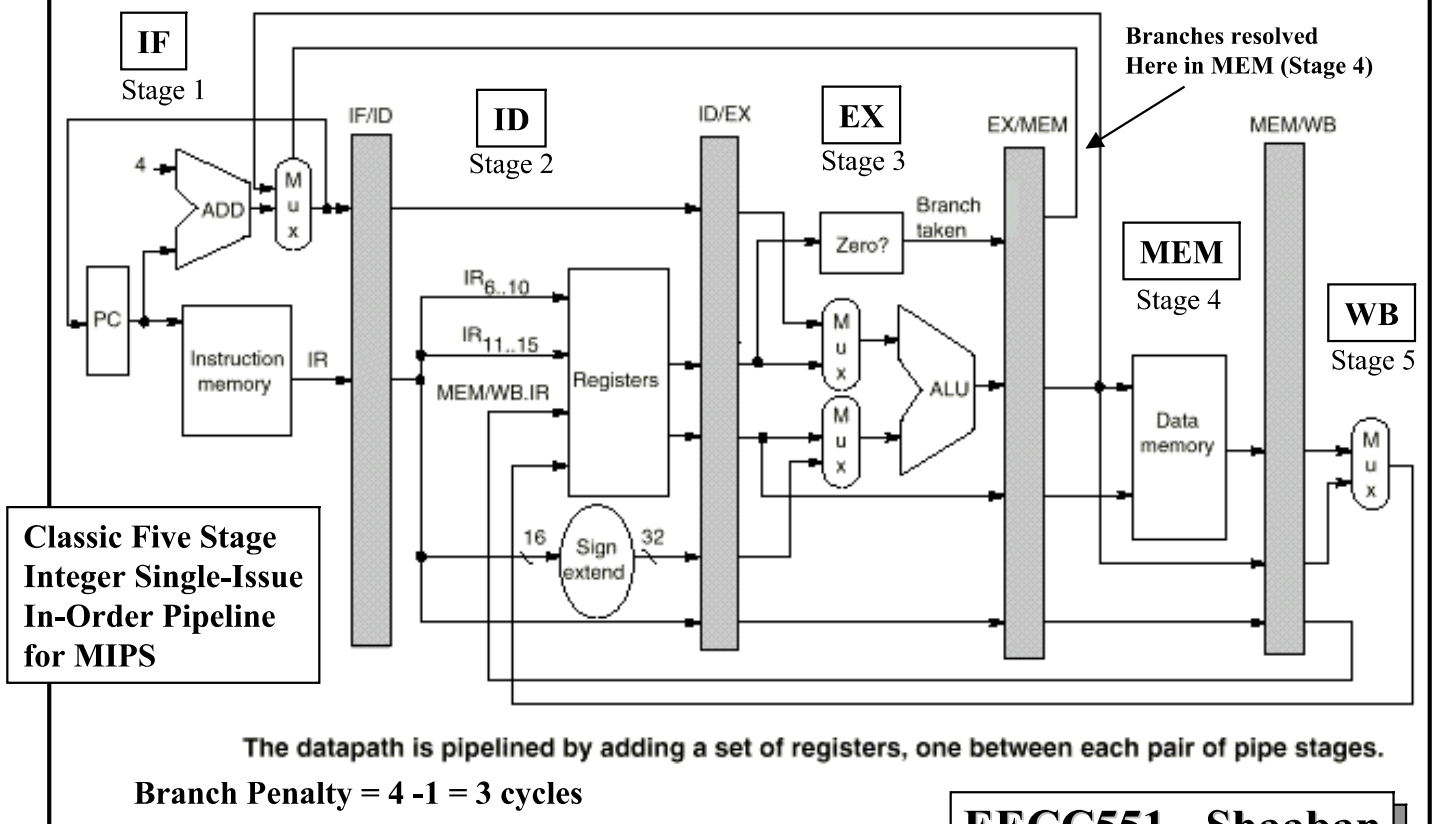 IF
Stage 1
Branches resolved
Here in MEM (Stage 4)
IF/ID
ID
Stage 2
ID/EX
EX
Stage 3
EX/MEM
MEM/WB
4
ADD
M
u
x
Branch
taken
Zero?
MEM
Stage 4
WB
Stage 5
IR6..10
PC
Instruction
memory
IR
IR11..15
MEM/WB.IR
Registers
M
u
x
M
u
x
ALU
Data
memory
M
u
x
16
Sign
extend
32
Classic Five Stage
Integer Single-Issue
In-Order Pipeline
for MIPS
The datapath is pipelined by adding a set of registers, one between each pair of pipe stages.
Branch Penalty = 4 -1 = 3 cycles
EECC551 - Shaaban